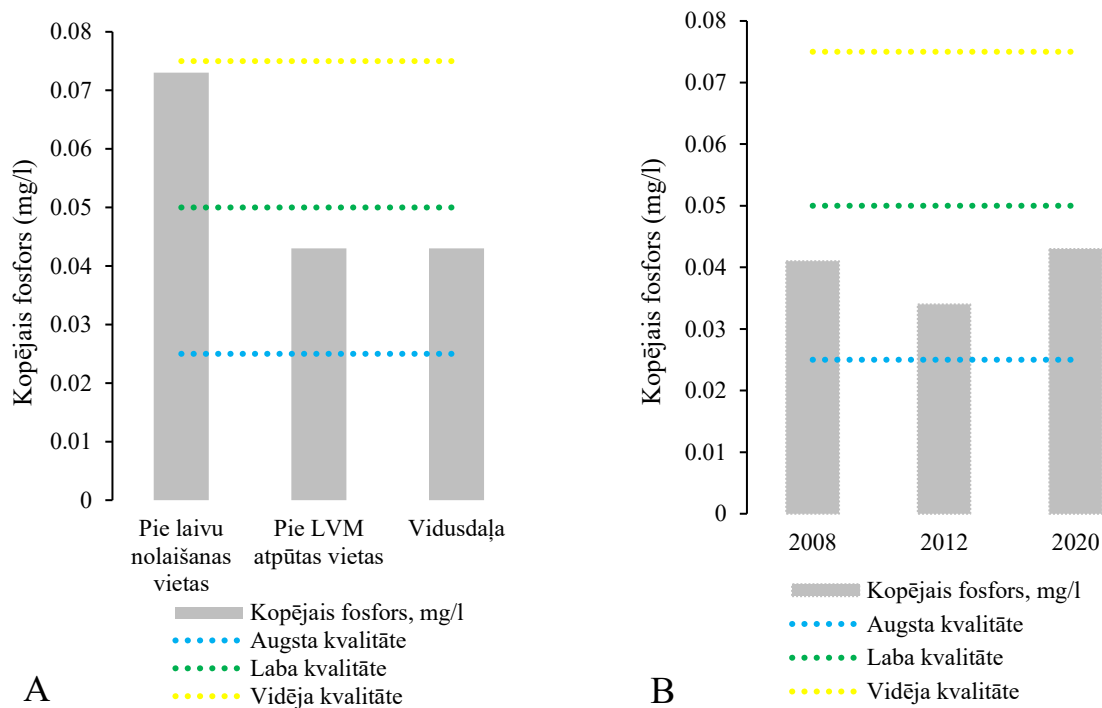 Kopējais fosfors (mg/l)
0.08
0.07
0.06
0.05
0.04
0.03
0.02
0.01
0
Pie laivu
nolaišanas
vietas
Pie LVM
atpūtas vietas
Vidusdaļa
Kopējais fosfors, mg/l
Augsta kvalitāte
Laba kvalitāte
Vidēja kvalitāte
A
Kopējais fosfors (mg/l)
0.08
0.07
0.06
0.05
0.04
0.03
0.02
0.01
0
2008
2012
2020
Kopējais fosfors, mg/l
Augsta kvalitāte
Laba kvalitāte
Vidēja kvalitāte
B